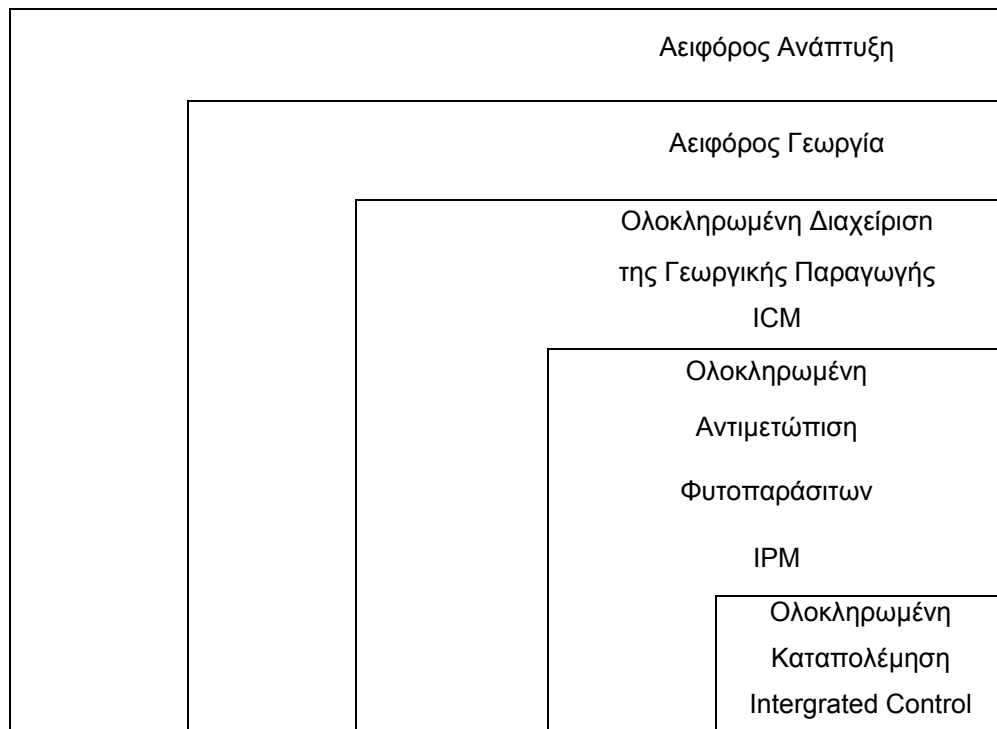 Αειφόρος Ανάπτυξη
Αειφόρος Γεωργία
Ολοκληρωμένη Διαχείριση
της Γεωργικής Παραγωγής
ICM
Ολοκληρωμένη
Αντιμετώπιση
Φυτοπαράσιτων
IPM
Ολοκληρωμένη
Καταπολέμηση
Intergrated Control